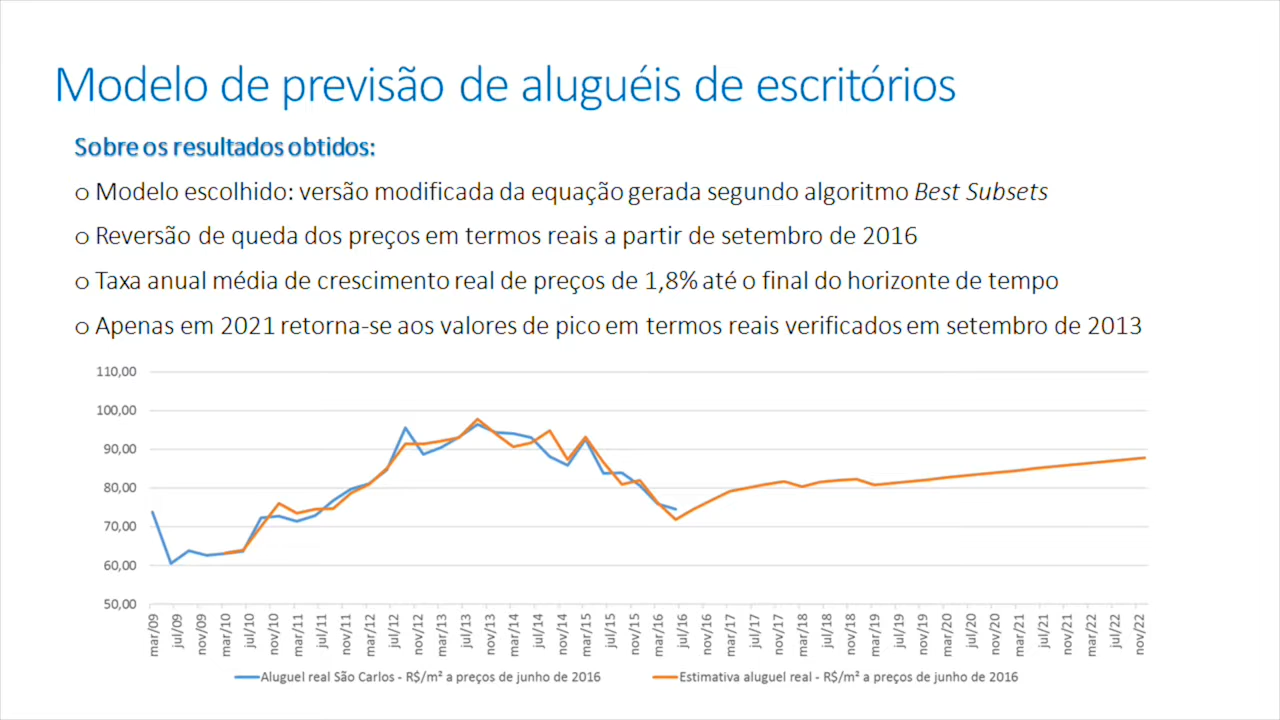 Modelo de previsão de aluguéis de escritórios
Sobre os resultados obtidos:
o Modelo escolhido: versão modificada da equação gerada segundo algoritmo Best Subsets
o Reversão de queda dos preços em termos reais a partir de setembro de 2016
o Taxa anual média de crescimento real de preços de 1,8% até o final do horizonte de tempo
o Apenas em 2021 retorna-se aos valores de pico em termos reais verificados em setembro de 2013
110,00
100,00
90,00
80,00
70,00
60,00
50,00
mar/09
jul/09
nov/09
mar/10
jul/10
nov/10
mar/11
jul/11
nov/11
mar/12
jul/12
nov/12
mar/13
jul/13
nov/13
mar/14
jul/14
nov/14
mar/15
jul/15
nov/15
mar/16
jul/16
nov/16
mar/17
jul/17
nov/17
mar/18
jul/18
nov/18
mar/19
jul/19
nov/19
mar/20
jul/20
nov/20
mar/21
jul/21
nov/21
mar/22
jul/22
nov/22
Aluguel real São Carlos - R$/m² a preços de junho de 2016
Estimativa aluguel real - R$/m² a preços de junho de 2016